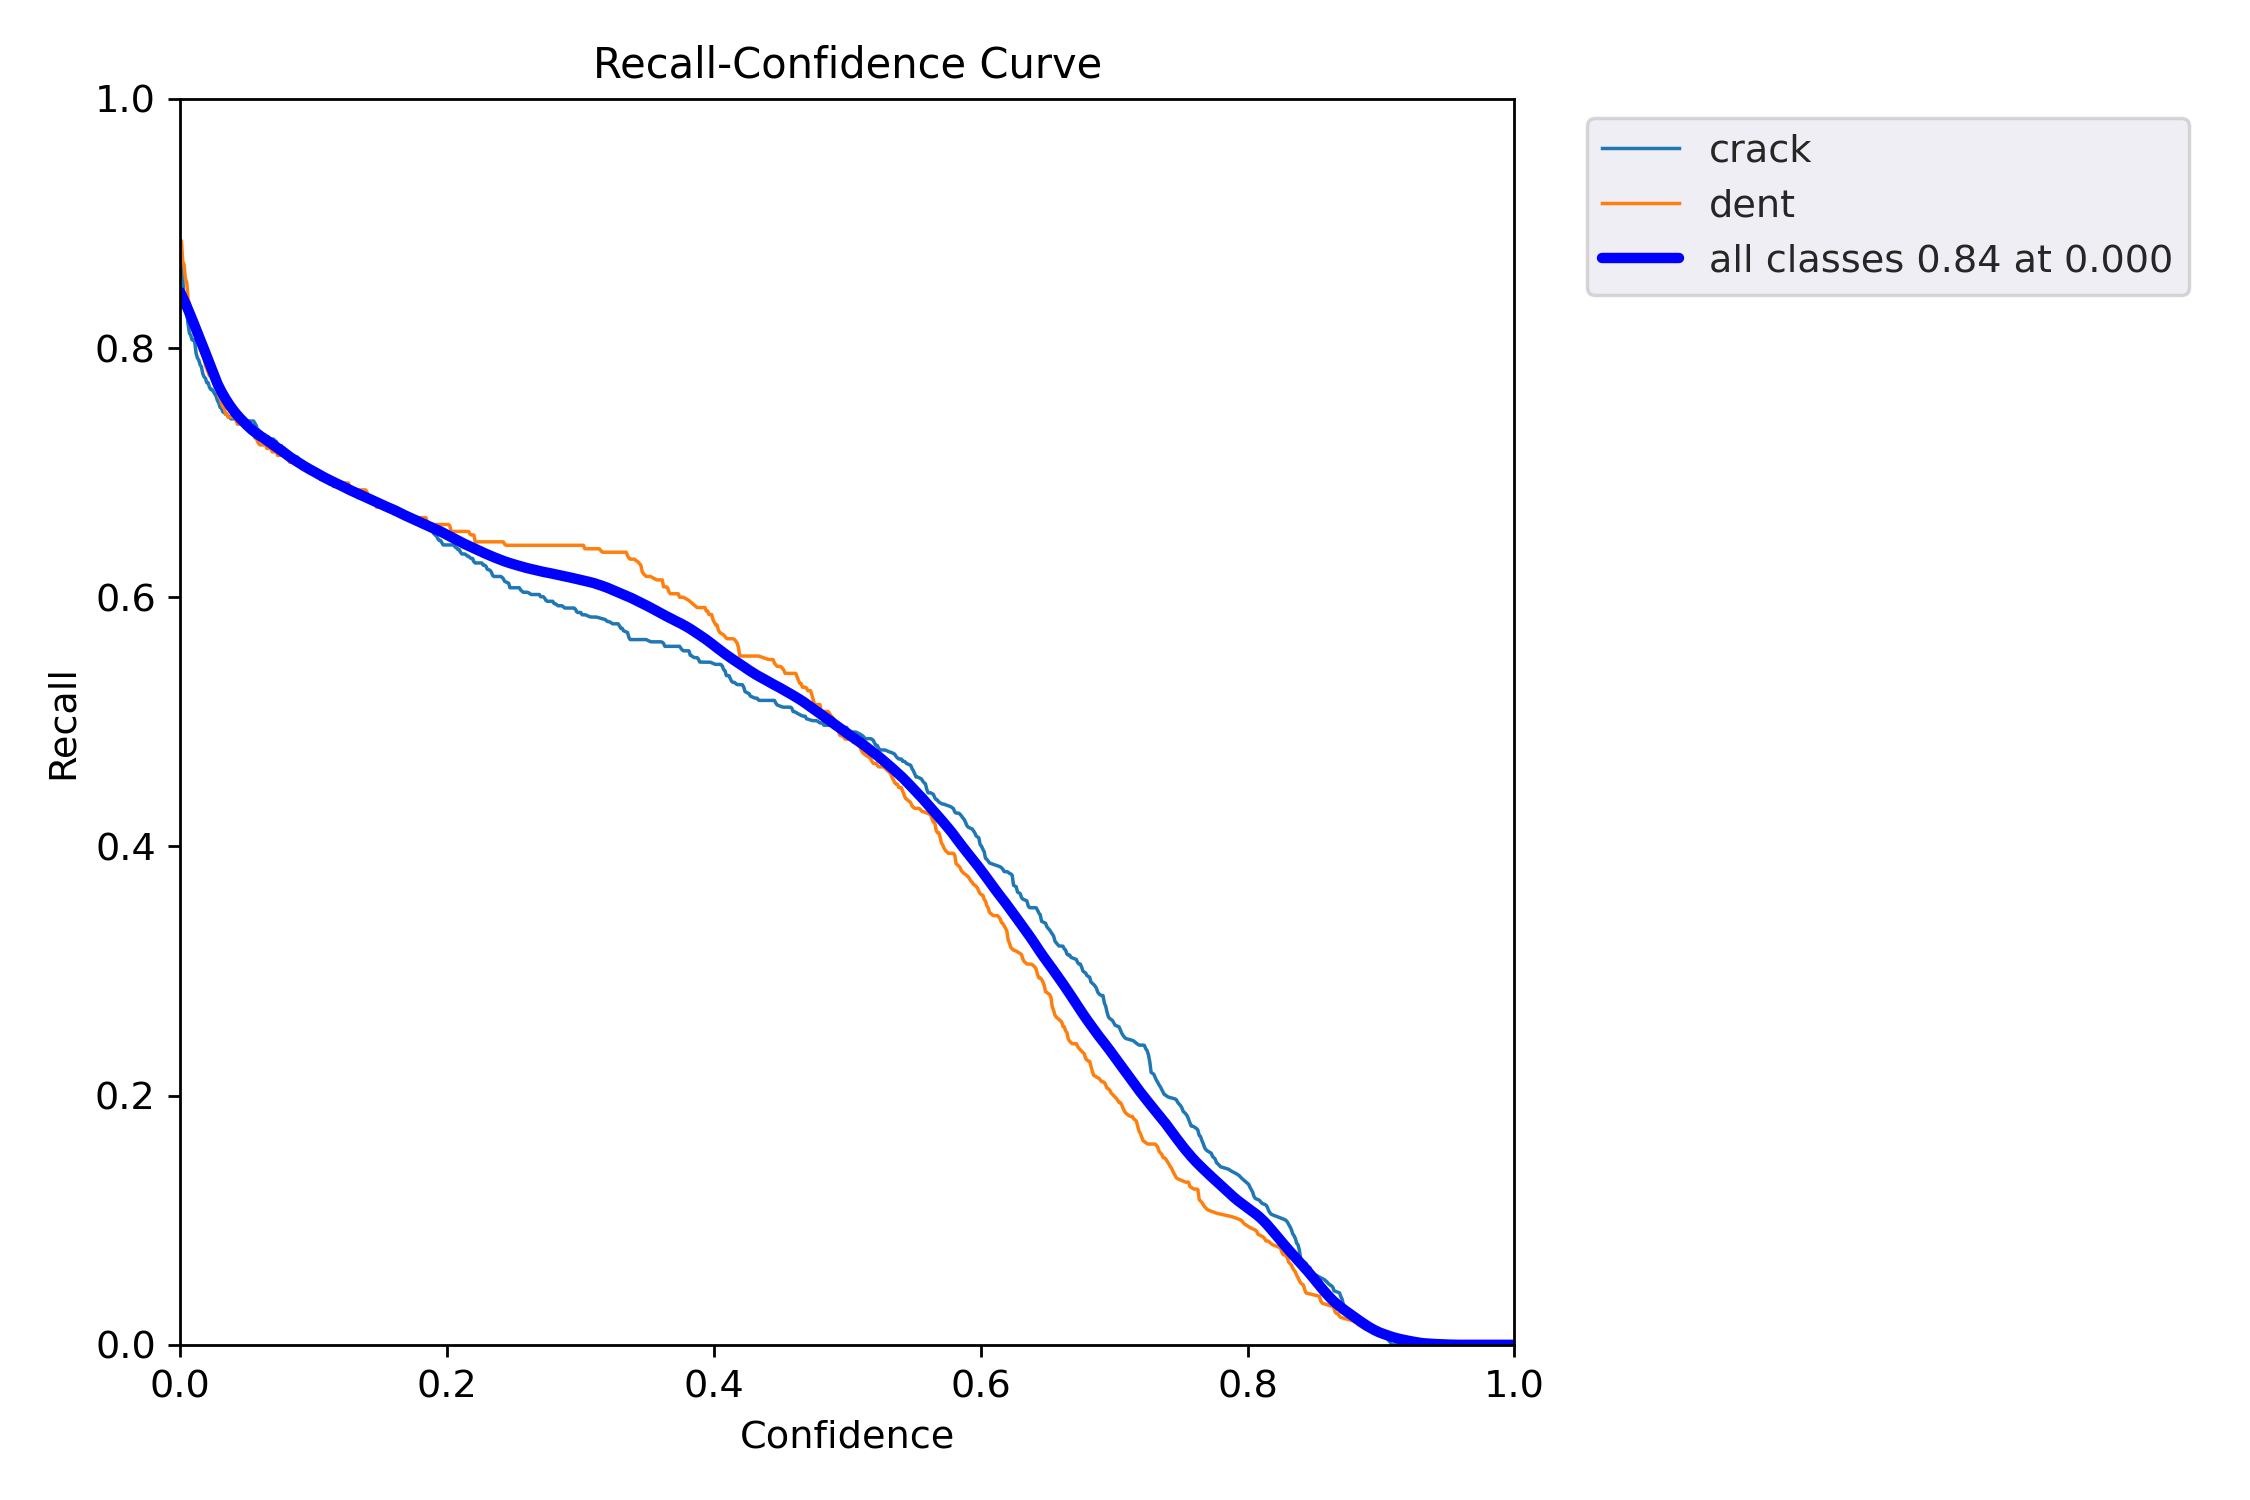 Recall-Confidence Curve
1.0
0.8
0.6
0.4
0.2
0.0
Recall
0.0 0.2 0.4 0.6 0.8 1.0
Confidence
crack
dent
all classes 0.84 at 0.000